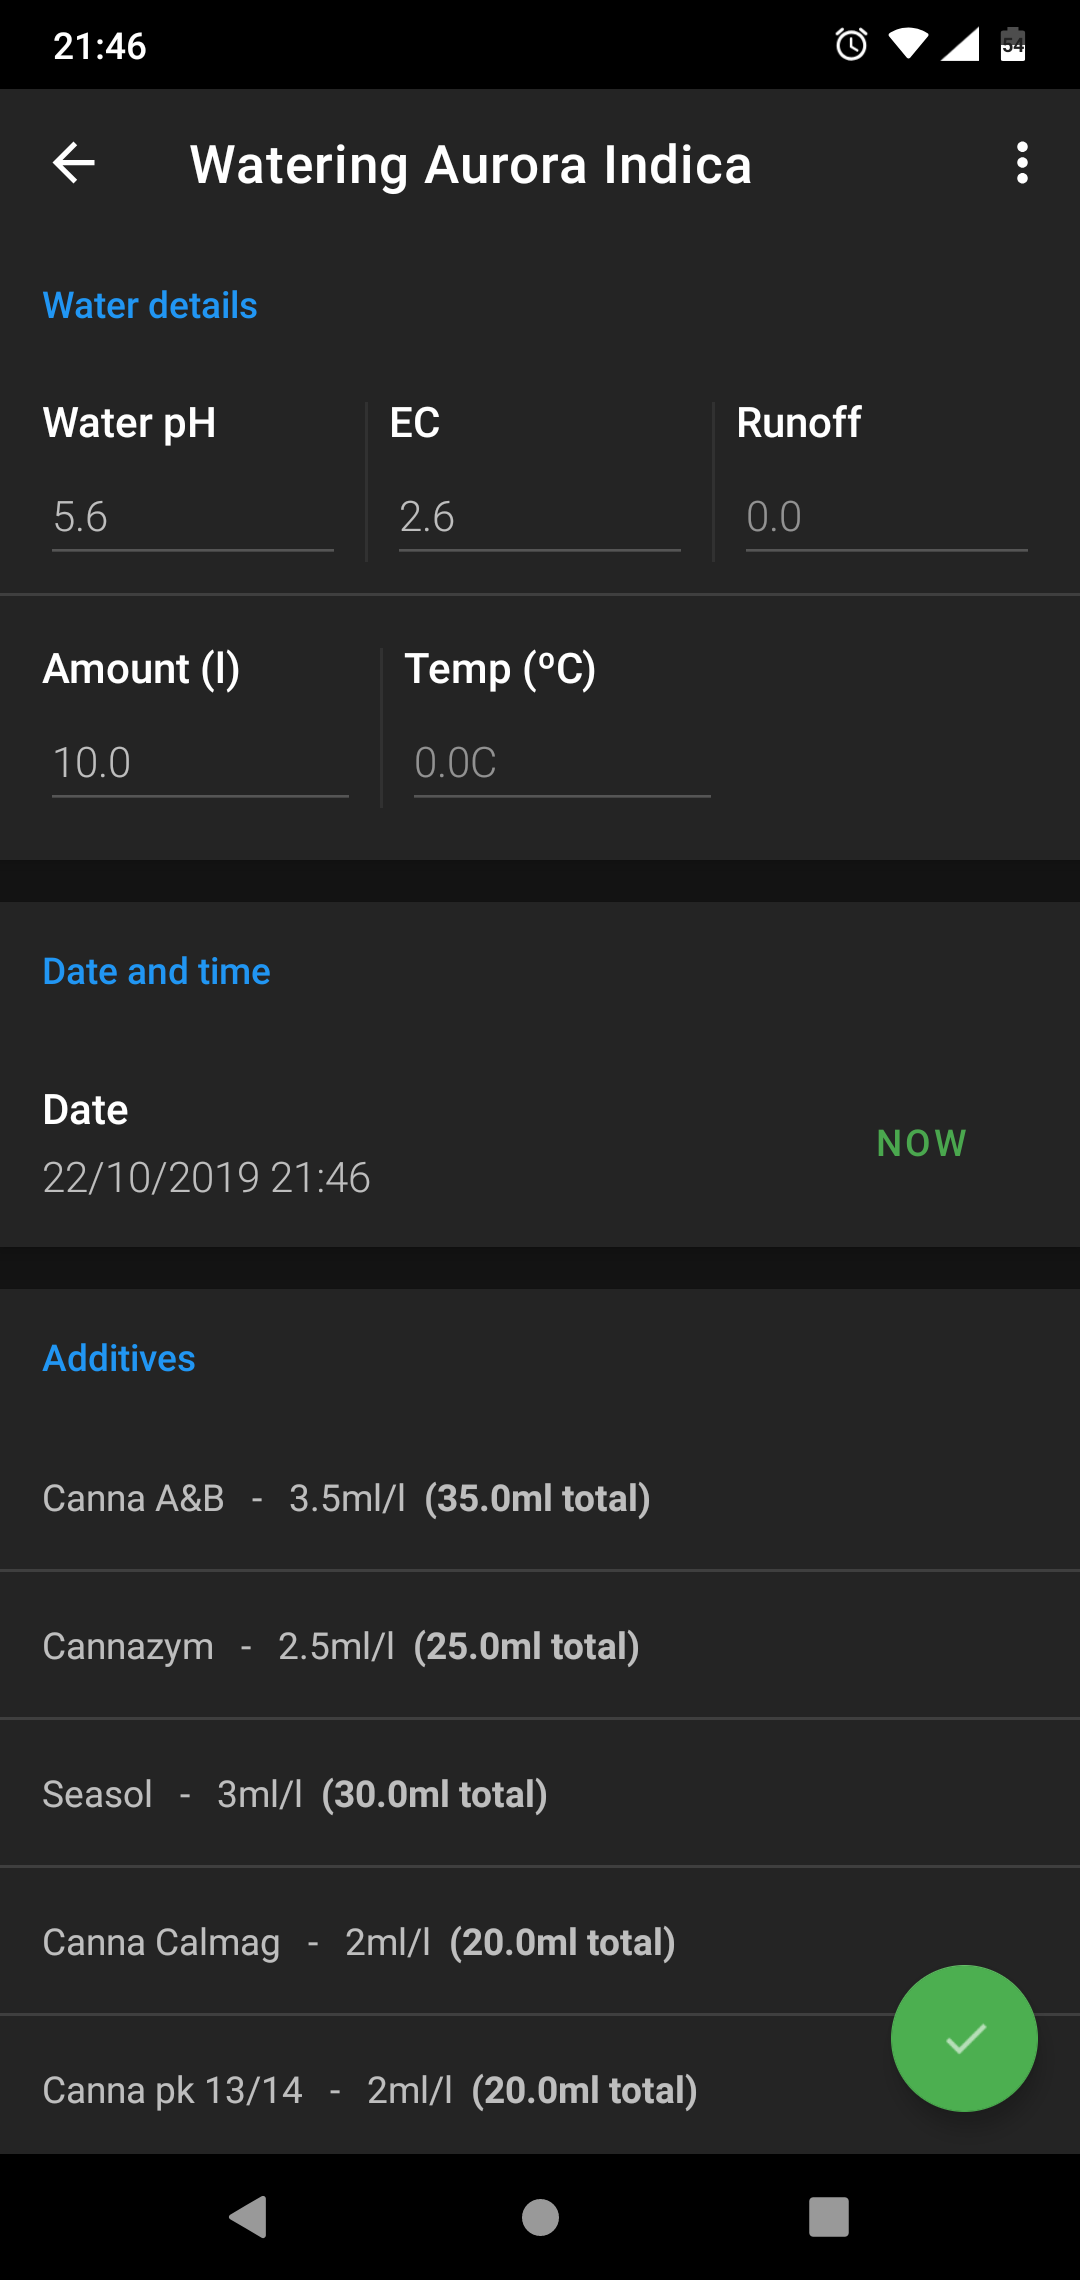 21:46
54
Watering Aurora Indica
Water details
Water pH EC Runoff
5.6 2.6 0.0
Amount (l) Temp (ºC)
10.0 0.0C
Date and time
Date
NOW
22/10/2019 21:46
Additives
Canna A&B - 3.5ml/l (35.0ml total)
Cannazym - 2.5ml/l (25.0ml total)
Seasol - 3ml/l (30.0ml total)
Canna Calmag - 2ml/l (20.0ml total)
Canna pk 13/14 - 2ml/l (20.0ml total)